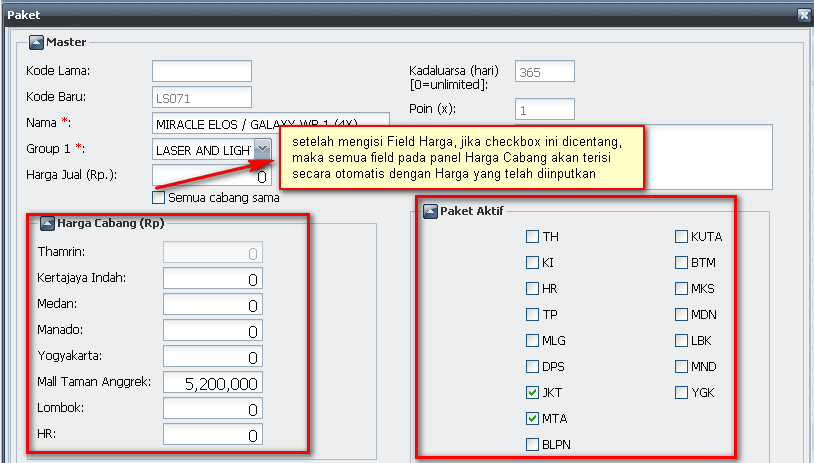 Paket
Master
Kode Lama:
Kadaluarsa (hari)
[0=unlimited]:
365
Kode Baru:
LS071
Poin (x):
1
Nama *:
MIRACLE ELOS / GALAXY WR 1 (4X)
Group 1 *:
LASER AND LIGH
Harga Jual (Rp.):
0
Semua cabang sama
setelah mengisi Field Harga, jika checkbox ini dicentang,
maka semua field pada panel Harga Cabang akan terisi
secara otomatis dengan Harga yang telah diinputkan
Harga Cabang (Rp)
Thamrin:
0
Kertajaya Indah:
0
Medan:
0
Manado:
0
Yogyakarta:
0
Mall Taman Anggrek:
5,200,000
Lombok:
0
HR:
0
Paket Aktif
TH
KUTA
KI
BTM
HR
MKS
TP
MDN
MLG
LBK
DPS
MND
JKT
YGK
MTA
BLPN